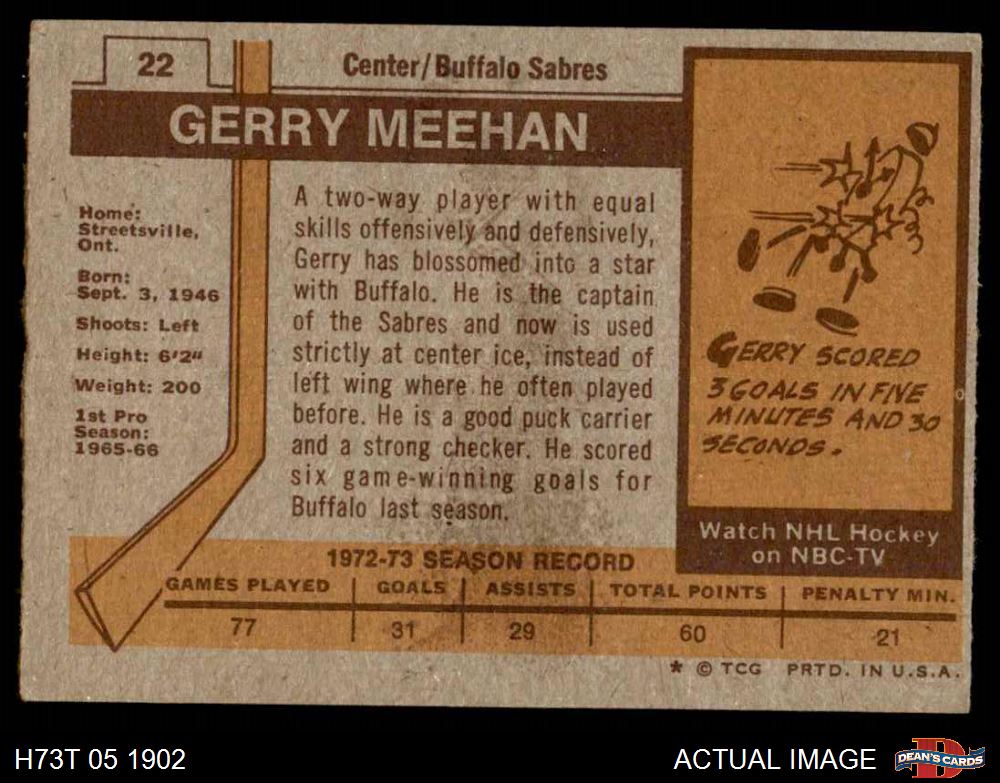 22
Center/Buffalo Sabres
GERRY MEEHAN
Home:
Streetsville,
Ont.
Born:
Sept. 3, 1946
Shoots: Left
Height: 6'2"
Weight: 200
1st Pro
Season:
1965-66
A two-way player with equal
skills offensively and defensively,
Gerry has blossomed into a star
with Buffalo. He is the captain
of the Sabres and now is used
strictly at center ice, instead of
left wing where he often played
before. He is a good puck carrier
and a strong checker. He scored
six game-winning goals for
Buffalo last season.
GERRY SCORED
3 GOALS IN FIVE
MINUTES AND 30
SECONDS.
Watch NHL Hockey
on NBC-TV
1972-73 SEASON RECORD
GAMES PLAYED GOALS ASSISTS TOTAL POINTS PENALTY MIN.
77 31 29 60 21
* © TCG PRTD. IN U.S.A.
H73T 05 1902
ACTUAL IMAGE
D
DEAN'S CARDS